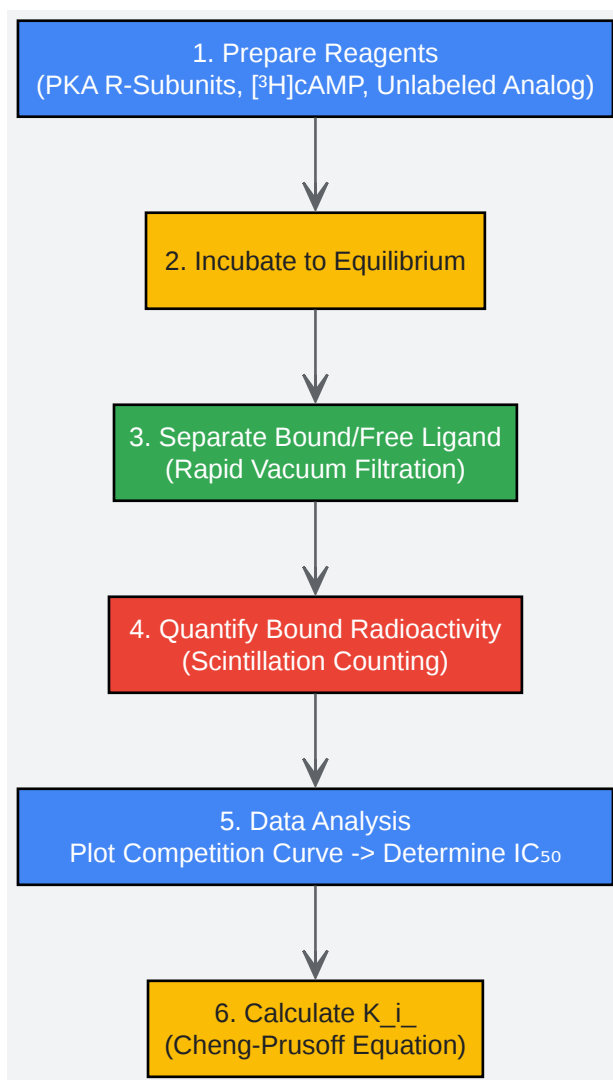 1. Prepare Reagents
(PKA R-Subunits, [³H]cAMP, Unlabeled Analog)
2. Incubate to Equilibrium
3. Separate Bound/Free Ligand
(Rapid Vacuum Filtration)
4. Quantify Bound Radioactivity
(Scintillation Counting)
5. Data Analysis
Plot Competition Curve -> Determine IC₅₀
6. Calculate K_i_
(Cheng-Prusoff Equation)